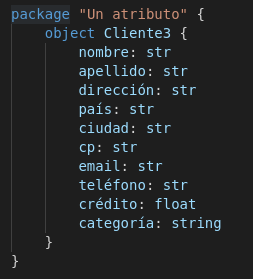 package "Un atributo" {
    object Cliente3 {
        nombre: str
        apellido: str
        dirección: str
        país: str
        ciudad: str
        cp: str
        email: str
        teléfono: str
        crédito: float
        categoría: string
    }
}